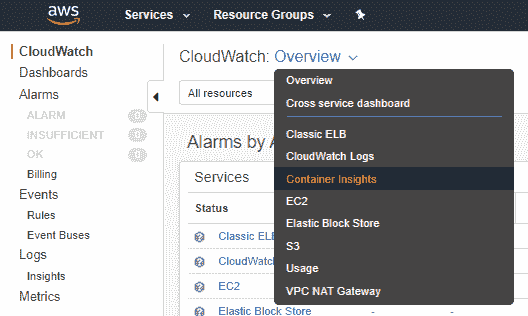 aws
Services
Resource Groups
CloudWatch
Dashboards
Alarms
ALARM 0
INSUFFICIENT 0
OK 0
Billing
Events
Rules
Event Buses
Logs
Insights
Metrics
CloudWatch: Overview
All resources
Alarms by A
Services
Status
Classic ELB
CloudWatch
EC2
Elastic Block Store
Overview
Cross service dashboard
Classic ELB
CloudWatch Logs
Container Insights
EC2
Elastic Block Store
S3
Usage
VPC NAT Gateway
- -